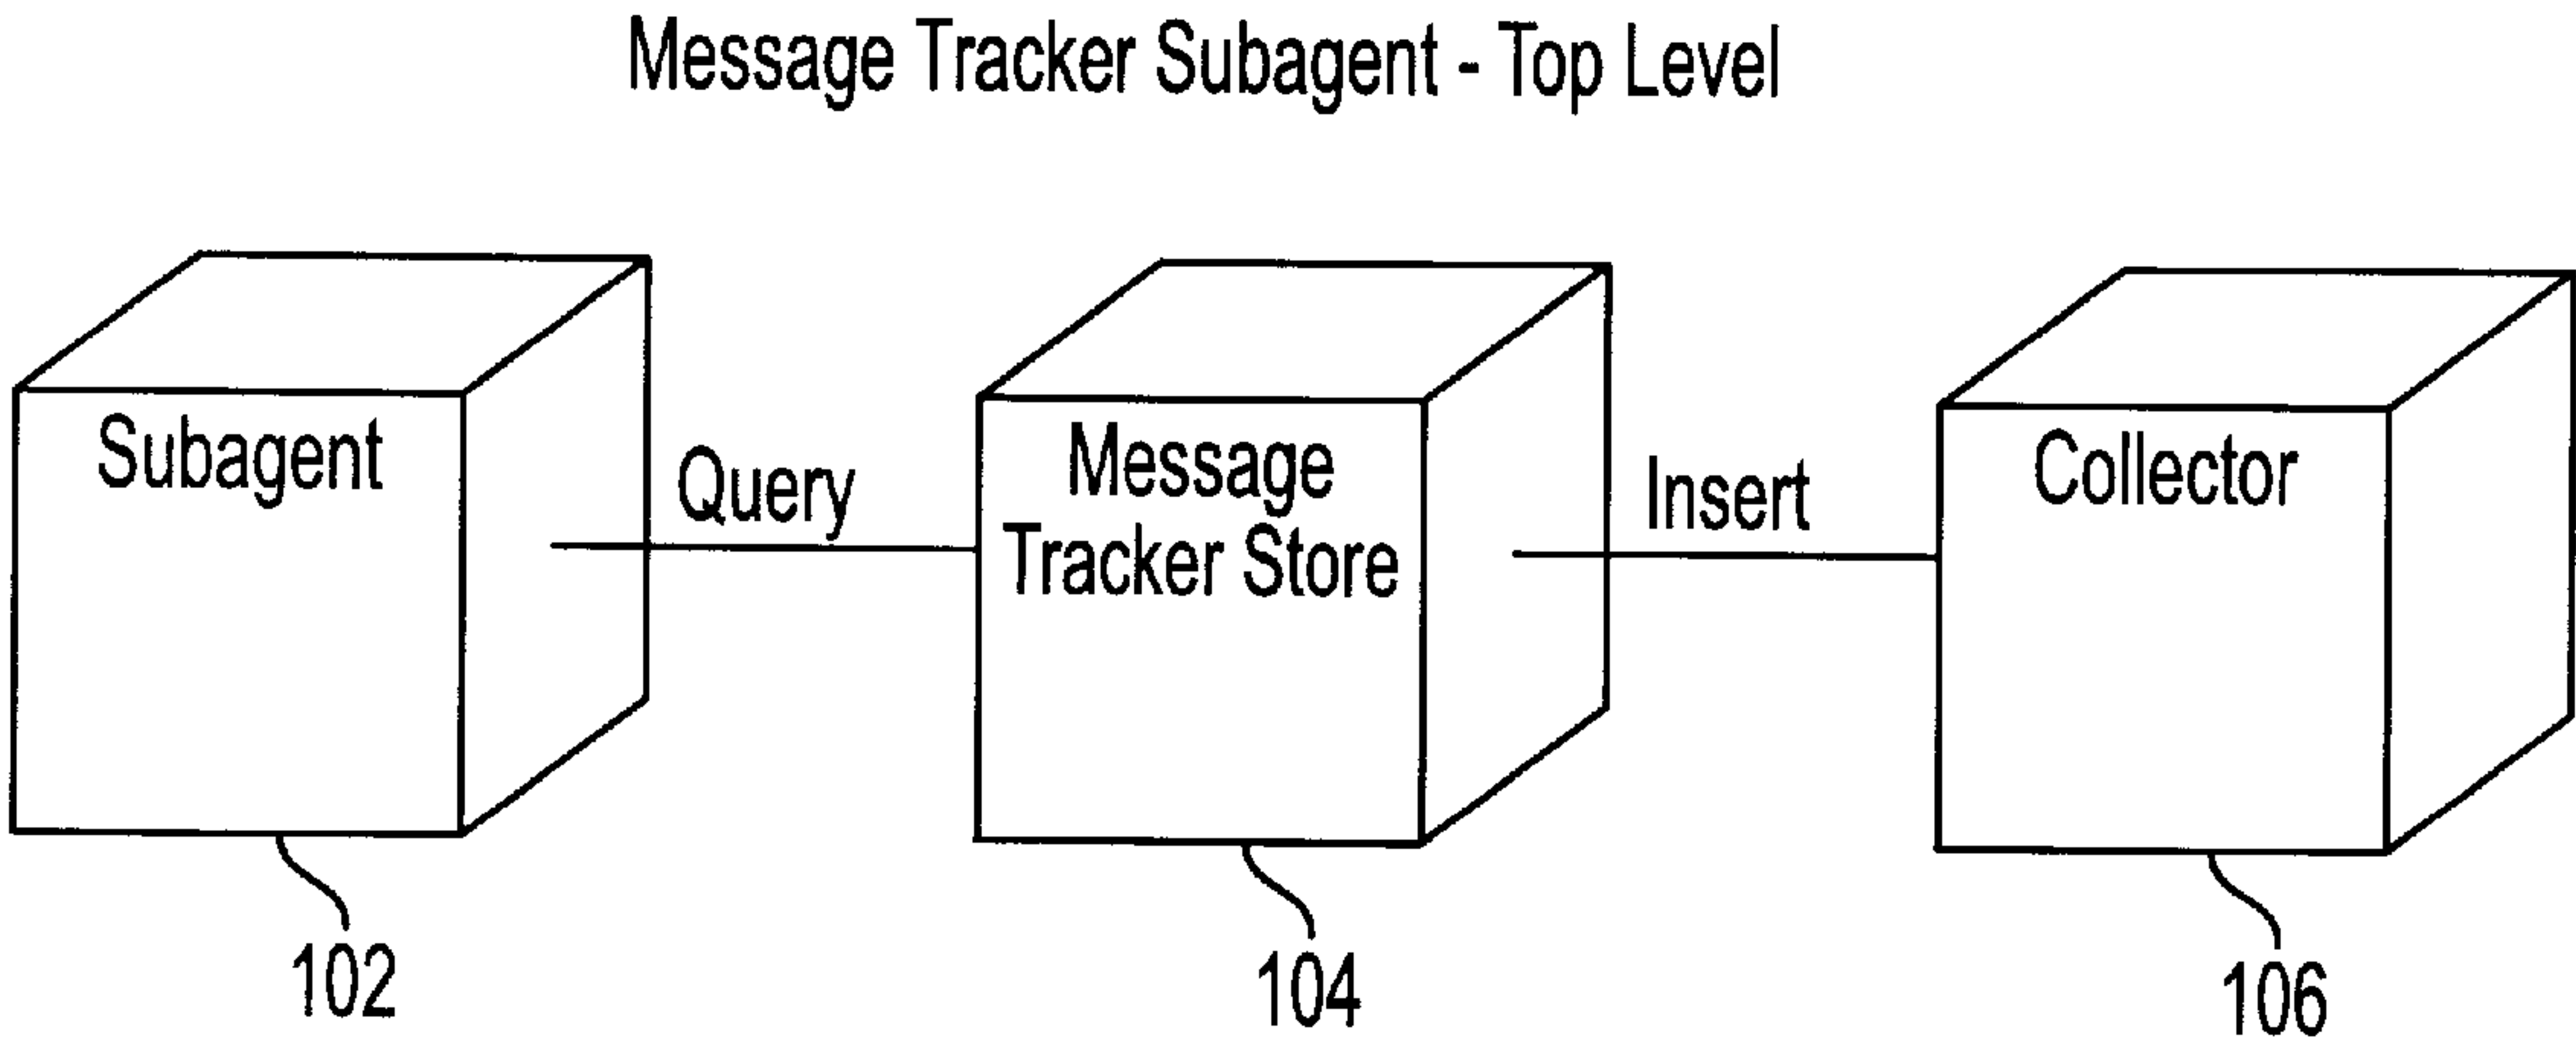 Message Tracker Subagent - Top Level
Subagent
Query
Message
Tracker Store
Insert
Collector
102
104
106